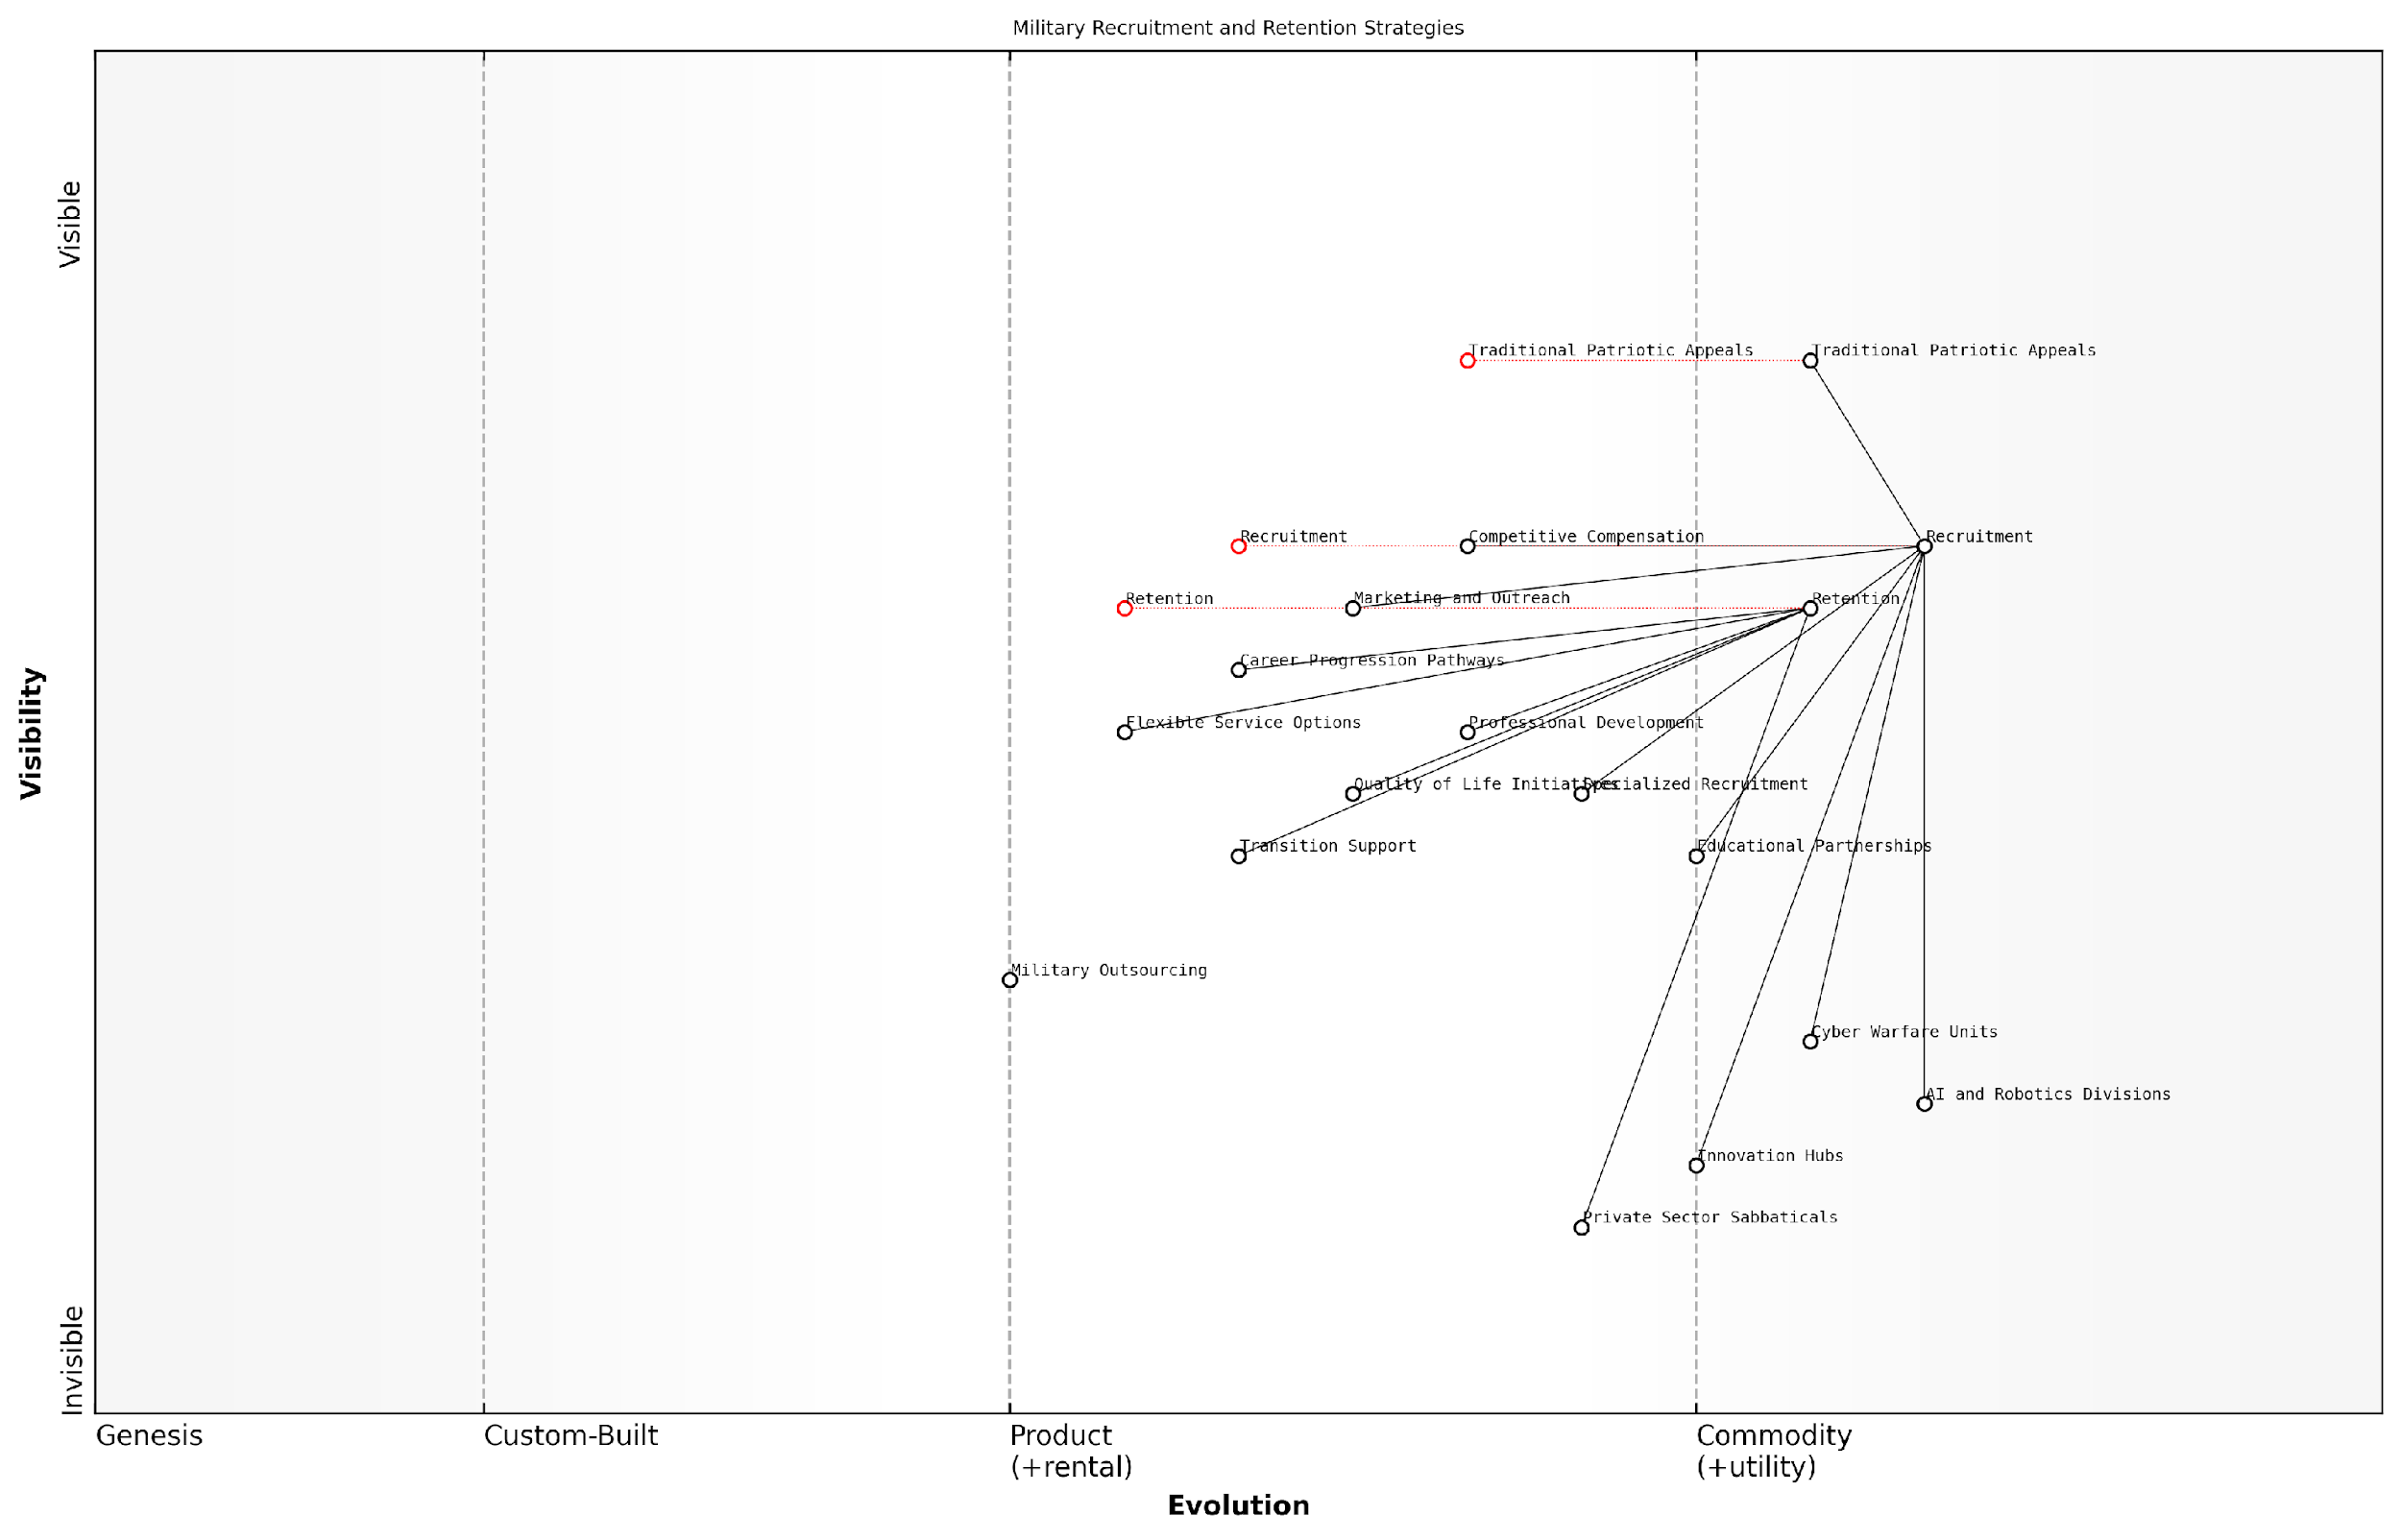 Military Recruitment and Retention Strategies
Visible
Traditional Patriotic Appeals
Traditional Patriotic Appeals
Recruitment
Competitive Compensation
Recruitment
Retention
Marketing and Outreach
Retention
Career Progression Pathways
Flexible Service Options
Professional Development
Visibility
Quality of Life Initiatives
Specialized Recruitment
Transition Support
Educational Partnerships
Military Outsourcing
Cyber Warfare Units
AI and Robotics Divisions
Innovation Hubs
Private Sector Sabbaticals
Invisible
Genesis
Custom-Built
Product
(+rental)
Commodity
(+utility)
Evolution